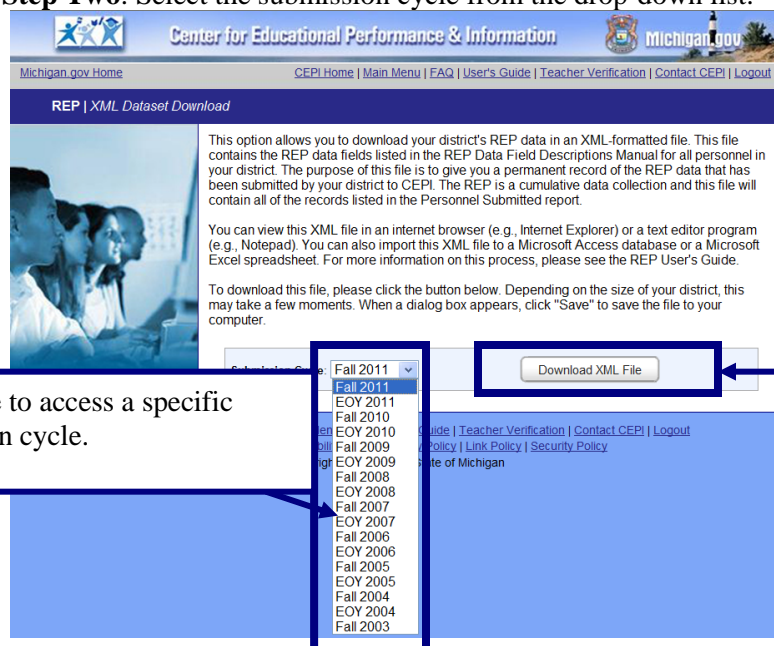 Step Two: Select the submission cycle from the drop-down list.
Center for Educational Performance & Information
Michigan.gov
Michigan.gov Home
CEPI Home | Main Menu | FAQ | User's Guide | Teacher Verification | Contact CEPI | Logout
REP | XML Dataset Download
This option allows you to download your district's REP data in an XML-formatted file. This file
contains the REP data fields listed in the REP Data Field Descriptions Manual for all personnel in
your district. The purpose of this file is to give you a permanent record of the REP data that has
been submitted by your district to CEPI. The REP is a cumulative data collection and this file will
contain all of the records listed in the Personnel Submitted report.
You can view this XML file in an internet browser (e.g., Internet Explorer) or a text editor program
(e.g., Notepad). You can also import this XML file to a Microsoft Access database or a Microsoft
Excel spreadsheet. For more information on this process, please see the REP User's Guide.
To download this file, please click the button below. Depending on the size of your district, this
may take a few moments. When a dialog box appears, click "Save" to save the file to your
computer.
Fall 2011
Download XML File
Fall 2011
EOY 2011
Fall 2010
EOY 2010
Fall 2009
EOY 2009
Fall 2008
EOY 2008
Fall 2007
EOY 2007
Fall 2006
EOY 2006
Fall 2005
EOY 2005
Fall 2004
EOY 2004
Fall 2003
to access a specific
cycle.
Guide | Teacher Verification | Contact CEPI | Logout
Policy | Link Policy | Security Policy
of Michigan